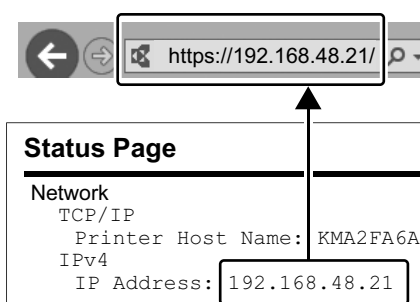 https://192.168.48.21/
Status Page
Network
TCP/IP
Printer Host Name: KMA2FA6A
IPv4
IP Address: 192.168.48.21